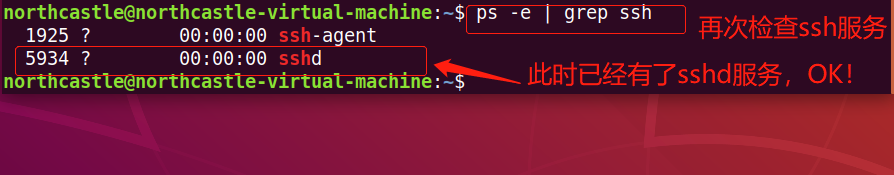 northcastle@northcastle-virtual-machine:~$ ps -e | grep ssh
再次检查ssh服务
1925 ?        00:00:00 ssh-agent
5934 ?        00:00:00 sshd
此时已经有了sshd服务，OK！
northcastle@northcastle-virtual-machine:~$